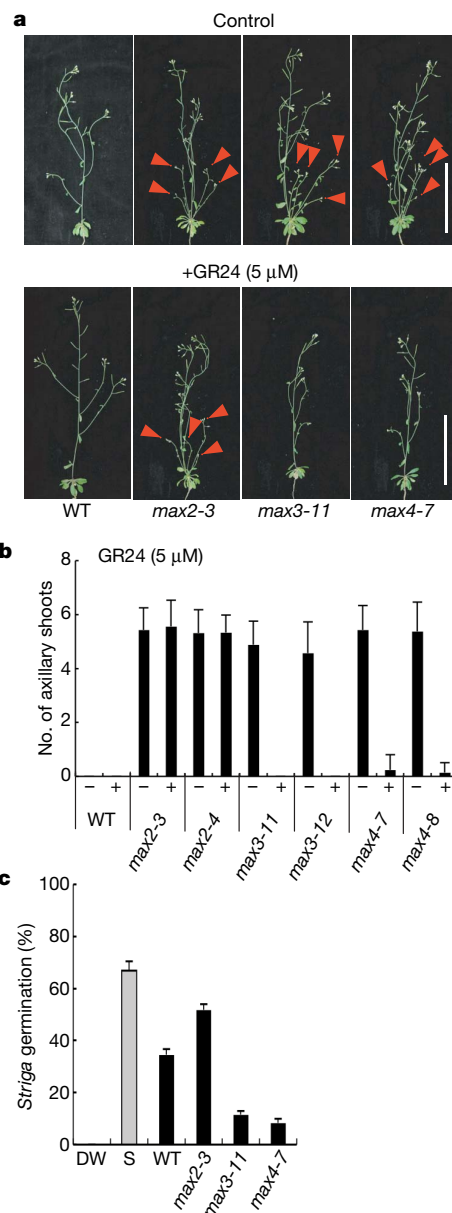 a
Control
+GR24 (5 μM)
WT max2-3 max3-11 max4-7
b
GR24 (5 μM)
No. of axillary shoots
8
6
4
2
0
– + – + – + – + – + – + – +
WT max2-3 max2-4 max3-11 max3-12 max4-7 max4-8
c
Striga germination (%)
100
80
60
40
20
0
DW S WT max2-3 max3-11 max4-7